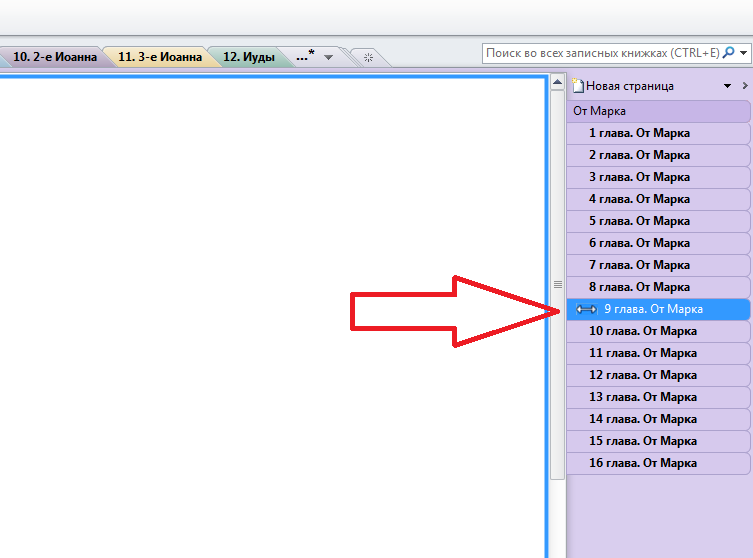 10. 2-е Иоанна
11. 3-е Иоанна
12. Иуды
...*
Поиск во всех записных книжках (CTRL+E)
Новая страница
От Марка
1 глава. От Марка
2 глава. От Марка
3 глава. От Марка
4 глава. От Марка
5 глава. От Марка
6 глава. От Марка
7 глава. От Марка
8 глава. От Марка
9 глава. От Марка
10 глава. От Марка
11 глава. От Марка
12 глава. От Марка
13 глава. От Марка
14 глава. От Марка
15 глава. От Марка
16 глава. От Марка